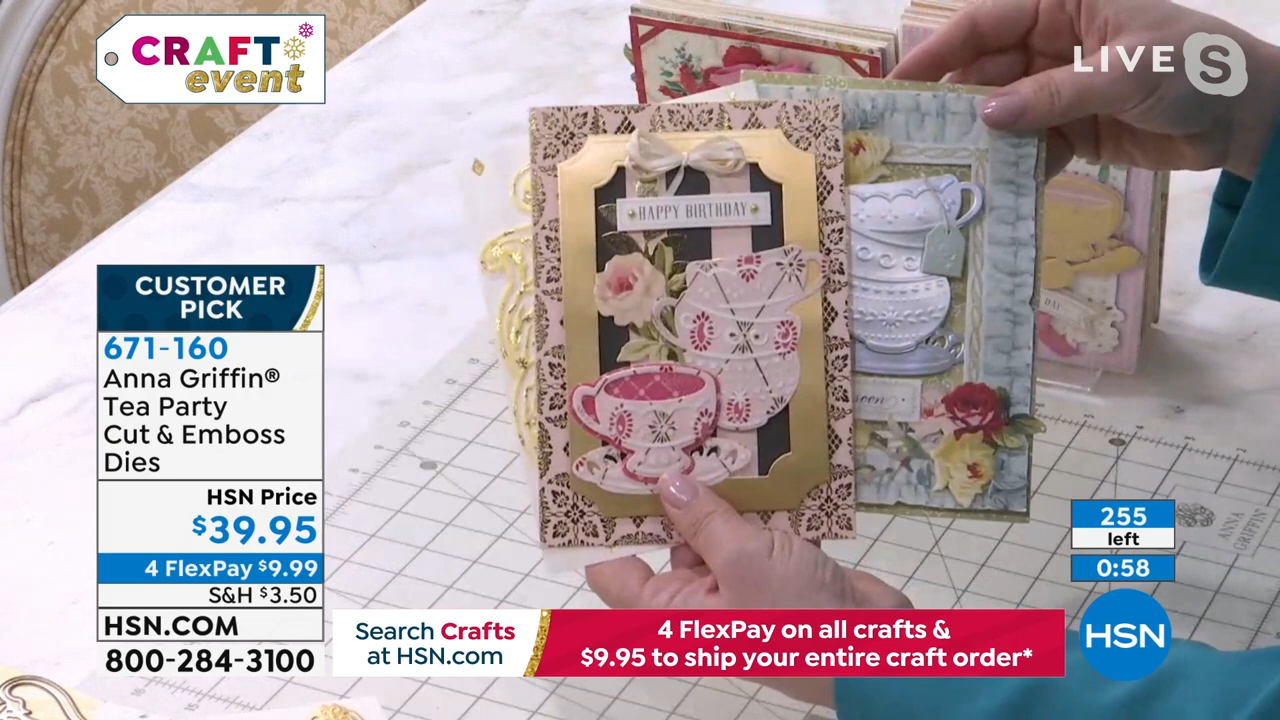 CRAFT
event
LIVE S
HAPPY BIRTHDAY
CUSTOMER
PICK
671-160
Anna Griffin®
Tea Party
Cut & Emboss
Dies
HSN Price
$39.95
4 FlexPay $9.99
S&H $3.50
HSN.COM
800-284-3100
255
left
0:58
ANNA
GRIFFIN
Search Crafts
at HSN.com
4 FlexPay on all crafts &
$9.95 to ship your entire craft order*
HSN